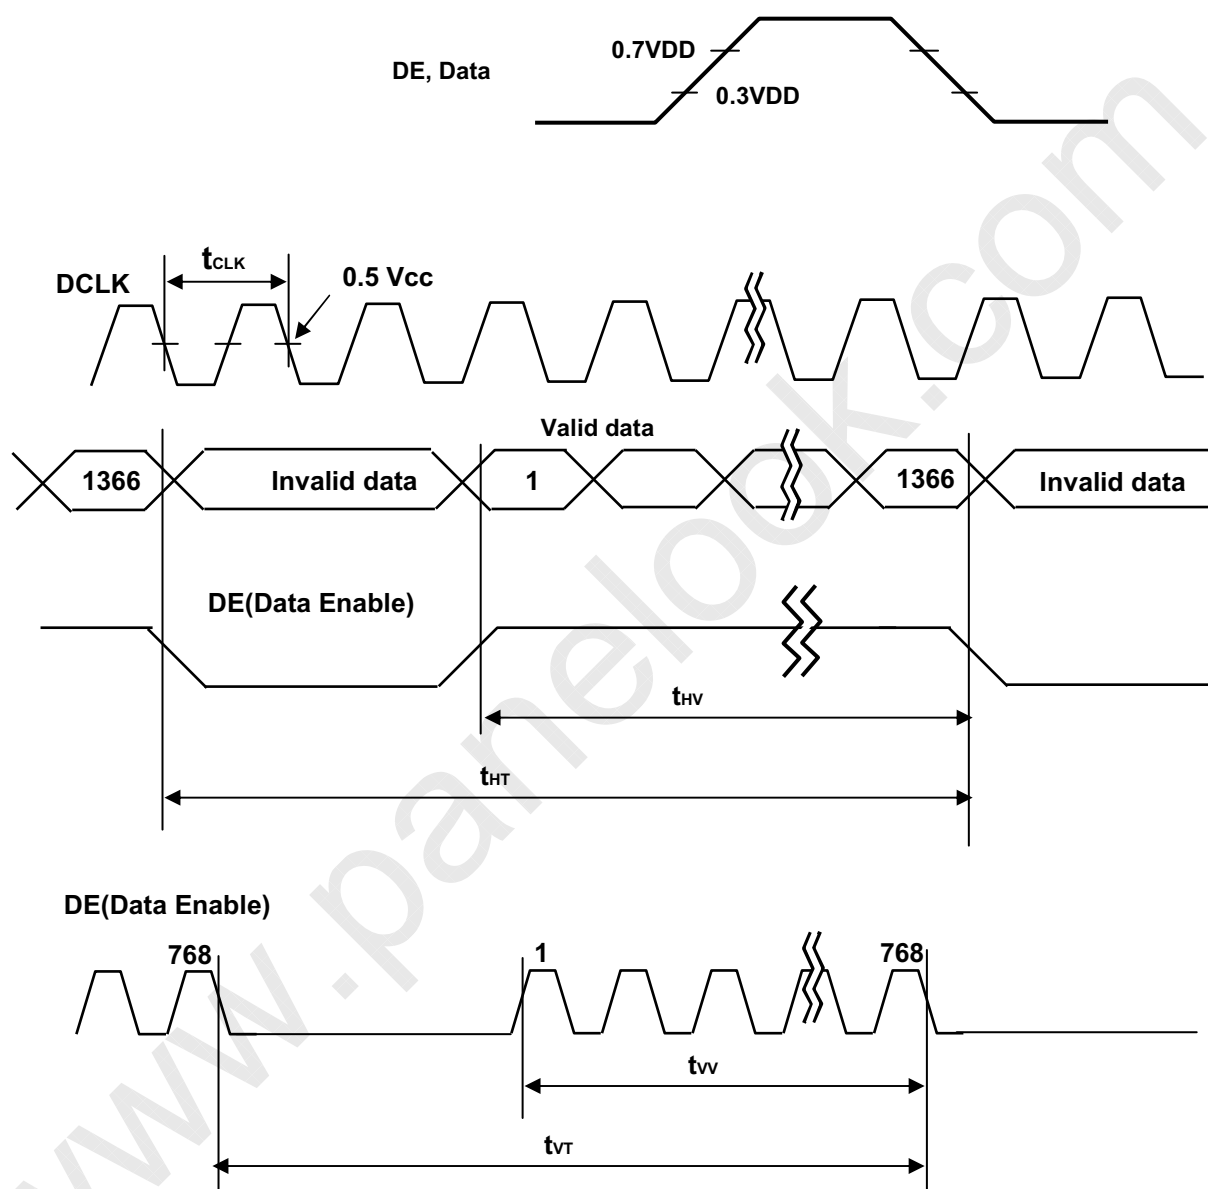 0.7VDD
DE, Data
0.3VDD
tCLK
0.5 Vcc
DCLK
Valid data
1366
Invalid data
1
1366
Invalid data
DE(Data Enable)
tHV
tHT
DE(Data Enable)
768
1
768
tVV
tVT
www.panelook.com